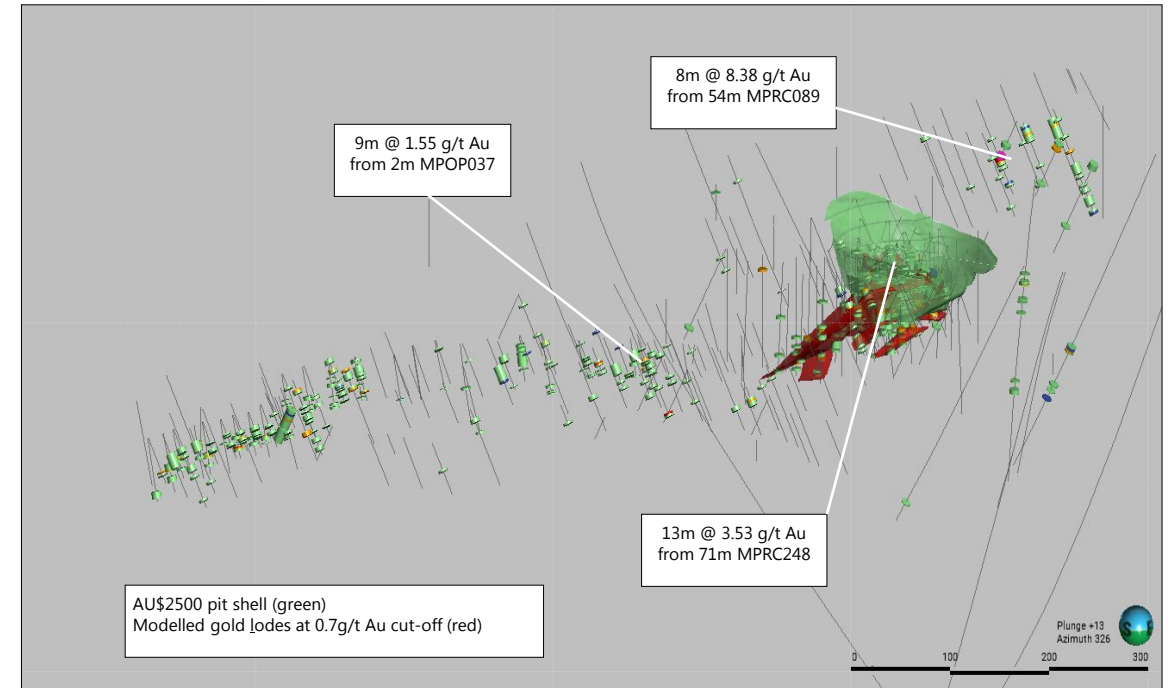 8m @ 8.38 g/t Au
from 54m MPRC089
9m @ 1.55 g/t Au
from 2m MPOP037
13m @ 3.53 g/t Au
from 71m MPRC248
AU$2500 pit shell (green)
Modelled gold lodes at 0.7g/t Au cut-off (red)
Plunge +13
Azimuth 326
S
0 100 200 300